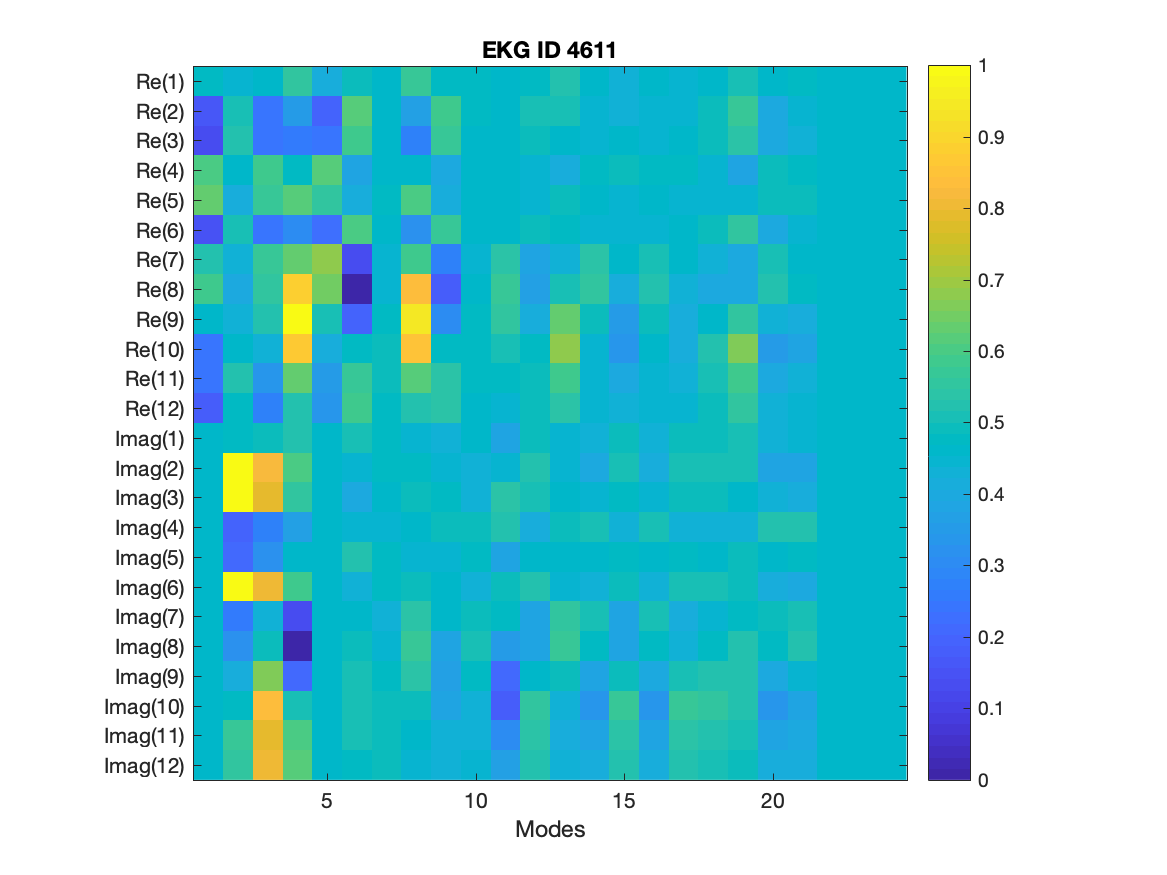 EKG ID 4611
Re(1)
Re(2)
Re(3)
Re(4)
Re(5)
Re(6)
Re(7)
Re(8)
Re(9)
Re(10)
Re(11)
Re(12)
Imag(1)
Imag(2)
Imag(3)
Imag(4)
Imag(5)
Imag(6)
Imag(7)
Imag(8)
Imag(9)
Imag(10)
Imag(11)
Imag(12)
5 10 15 20
Modes
1
0.9
0.8
0.7
0.6
0.5
0.4
0.3
0.2
0.1
0